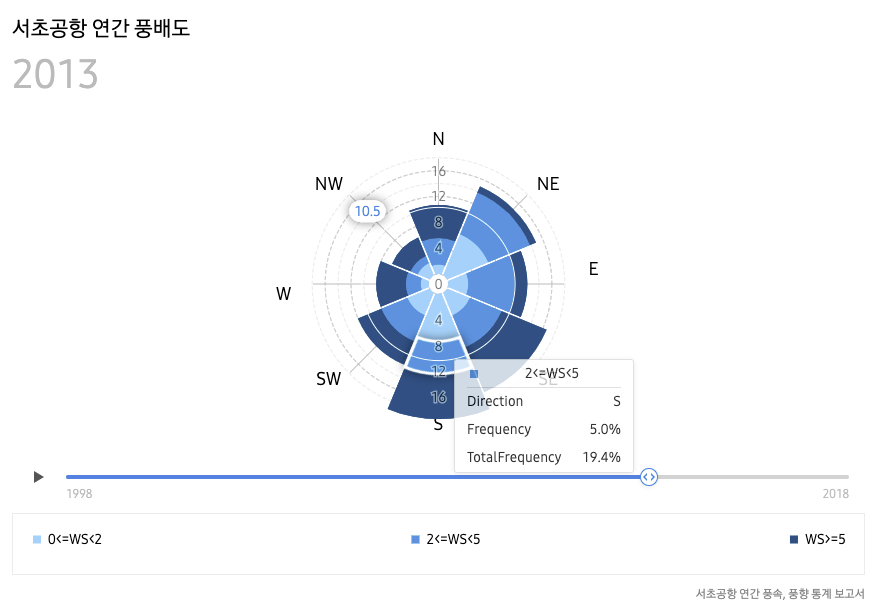 서초공항 연간 풍배도
2013
N
NW
NE
16
12
10.5
8
4
0
E
W
4
8
12
16
SW
SE
S
2<=WS<5
Direction S
Frequency 5.0%
TotalFrequency 19.4%
1998 2018
0<=WS<2 2<=WS<5 WS>=5
서초공항 연간 풍속, 풍향 통계 보고서